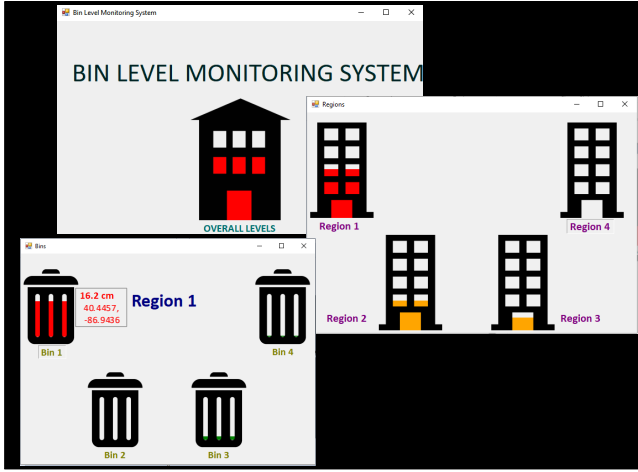 Bin Level Monitoring System
BIN LEVEL MONITORING SYSTEM
OVERALL LEVELS
Regions
Region 1
Region 4
Region 2
Region 3
Bins
16.2 cm
40.4457,
-86.9436
Region 1
Bin 1
Bin 4
Bin 2
Bin 3